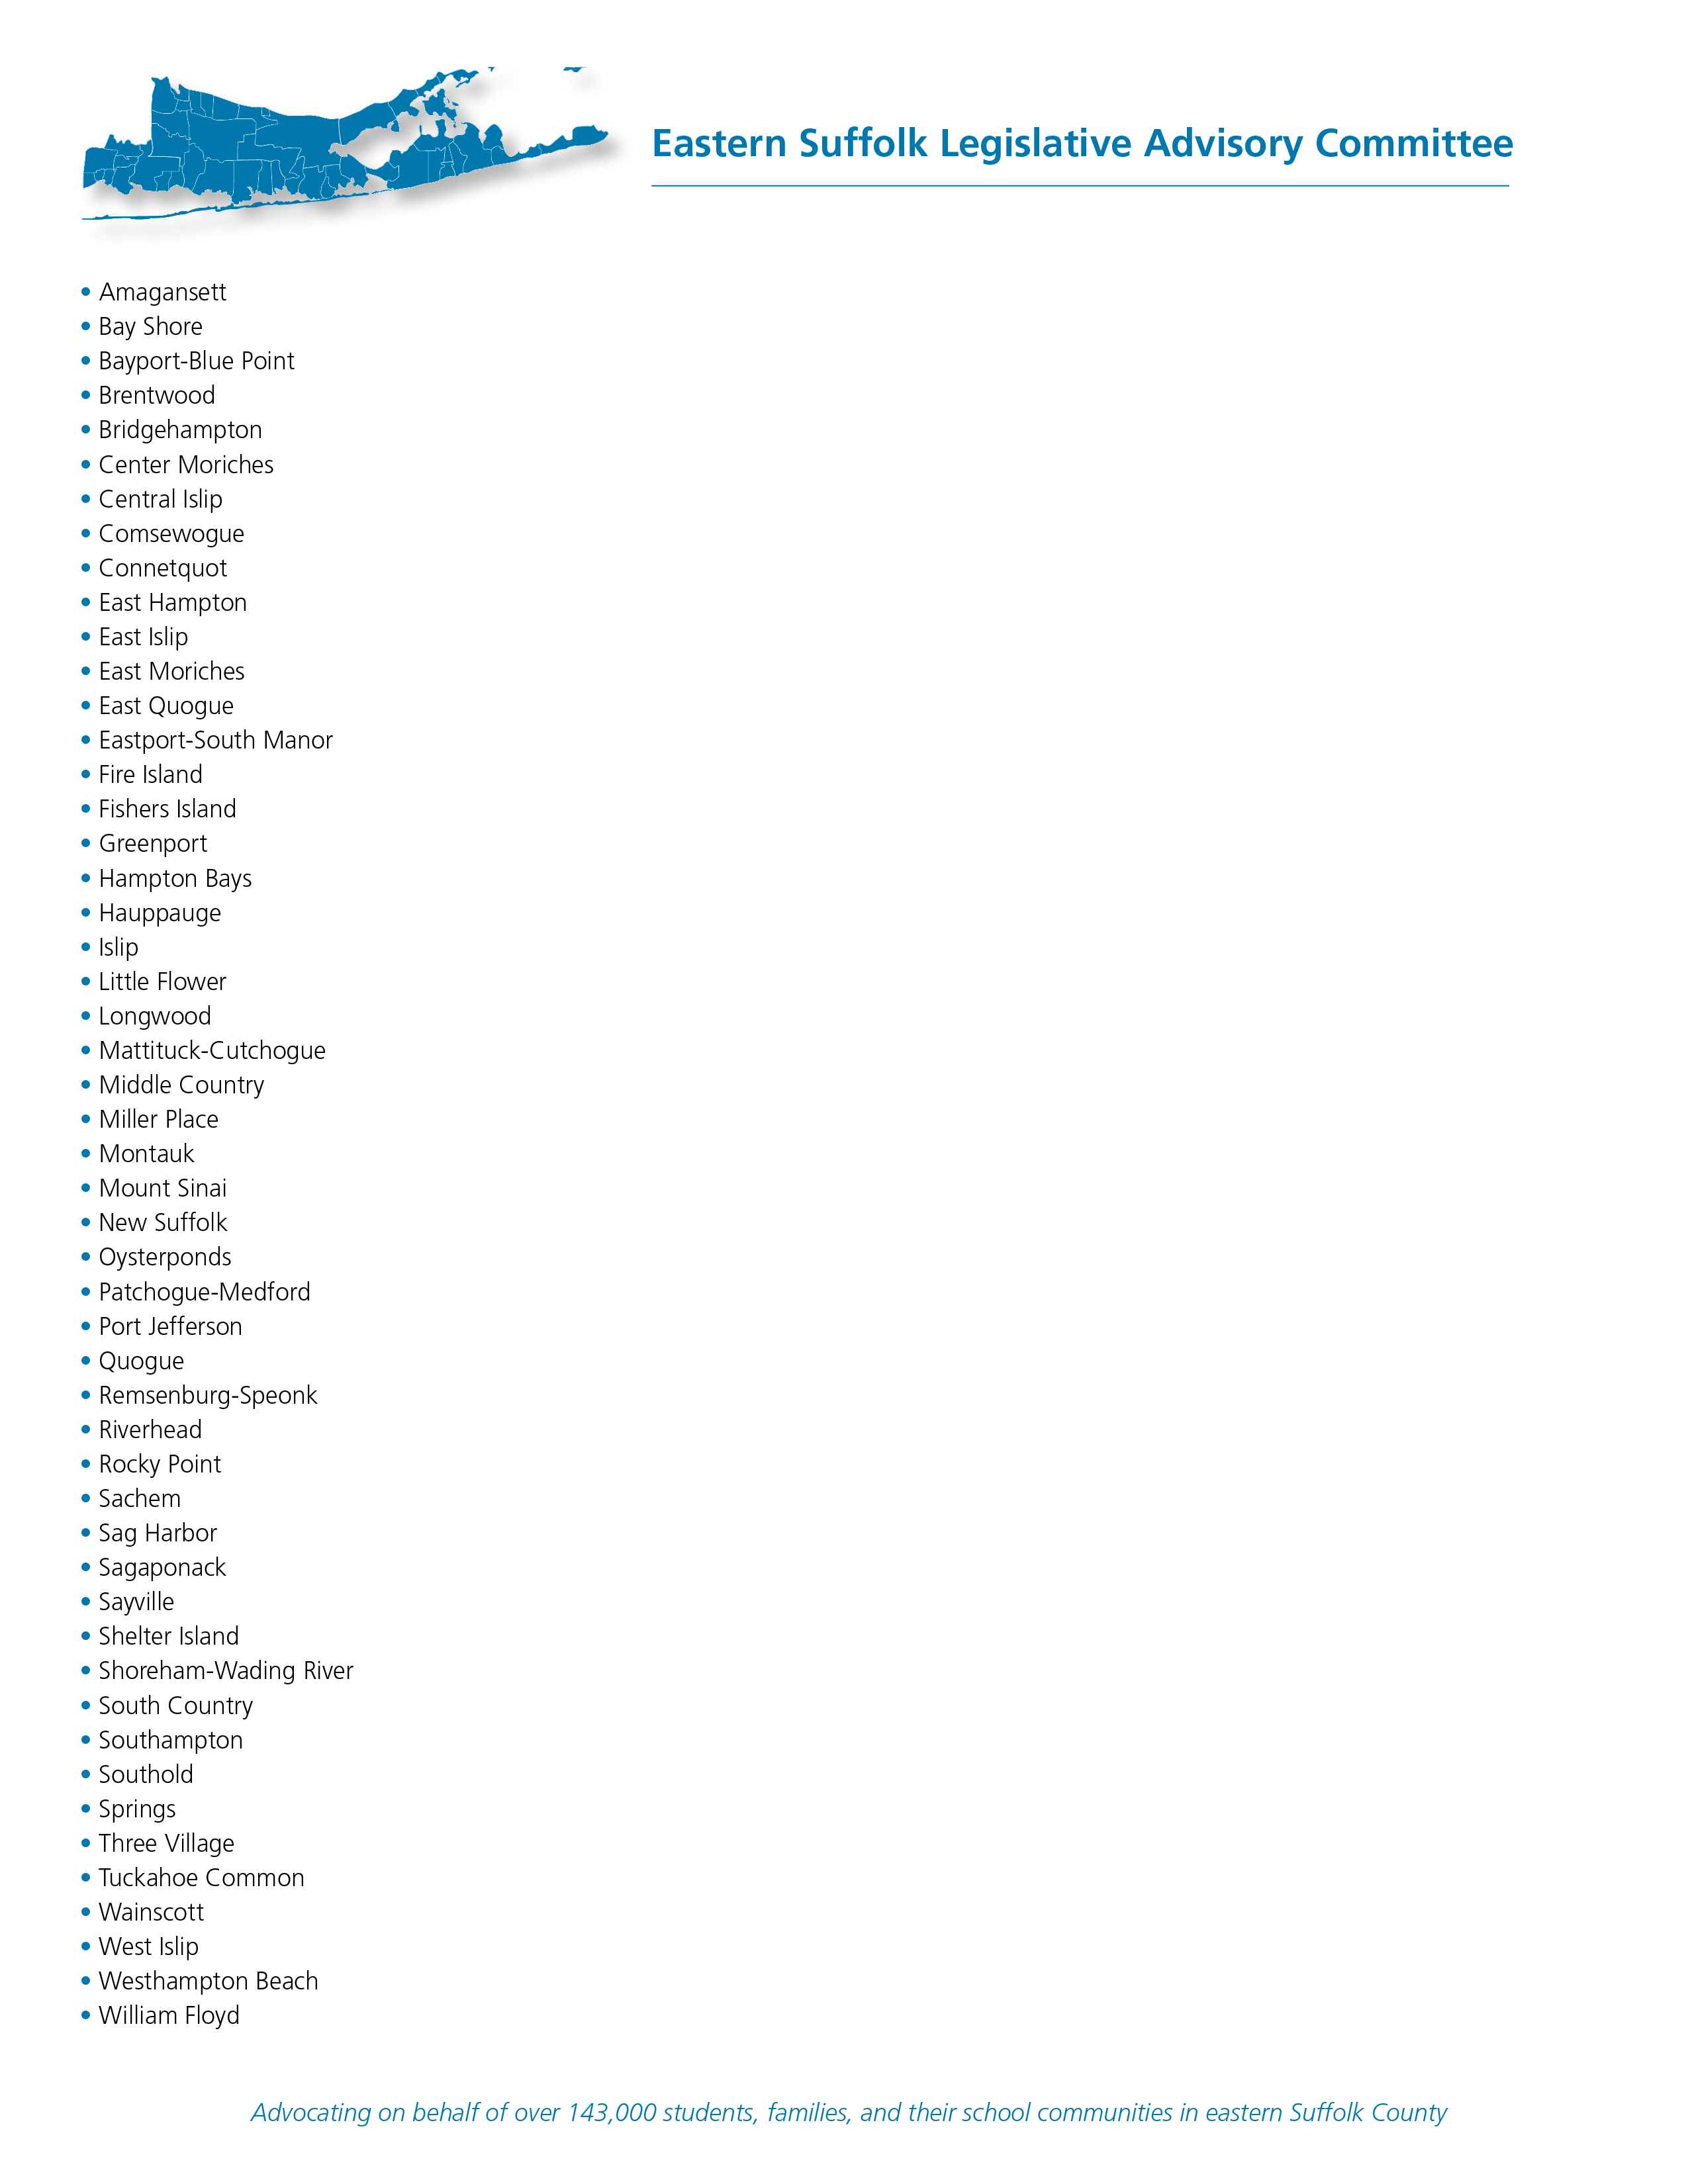 Eastern Suffolk Legislative Advisory Committee
• Amagansett
• Bay Shore
• Bayport-Blue Point
• Brentwood
• Bridgehampton
• Center Moriches
• Central Islip
• Comsewogue
• Connetquot
• East Hampton
• East Islip
• East Moriches
• East Quogue
• Eastport-South Manor
• Fire Island
• Fishers Island
• Greenport
• Hampton Bays
• Hauppauge
• Islip
• Little Flower
• Longwood
• Mattituck-Cutchogue
• Middle Country
• Miller Place
• Montauk
• Mount Sinai
• New Suffolk
• Oysterponds
• Patchogue-Medford
• Port Jefferson
• Quogue
• Remsenburg-Speonk
• Riverhead
• Rocky Point
• Sachem
• Sag Harbor
• Sagaponack
• Sayville
• Shelter Island
• Shoreham-Wading River
• South Country
• Southampton
• Southold
• Springs
• Three Village
• Tuckahoe Common
• Wainscott
• West Islip
• Westhampton Beach
• William Floyd
Advocating on behalf of over 143,000 students, families, and their school communities in eastern Suffolk County